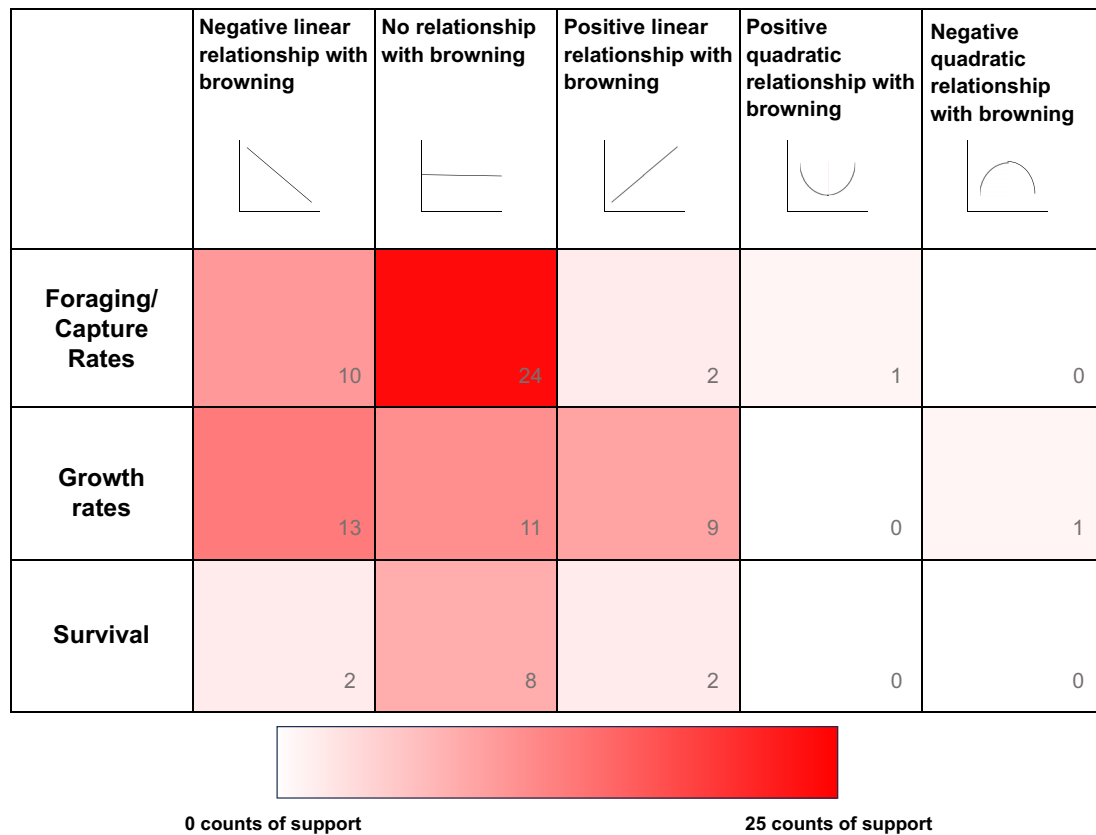 Negative linear
relationship with
browning
No relationship
with browning
Positive linear
relationship with
browning
Positive
quadratic
relationship with
browning
Negative
quadratic
relationship
with browning
Foraging/
Capture
Rates
10
24
2
1
0
Growth
rates
13
11
9
0
1
Survival
2
8
2
0
0
0 counts of support
25 counts of support